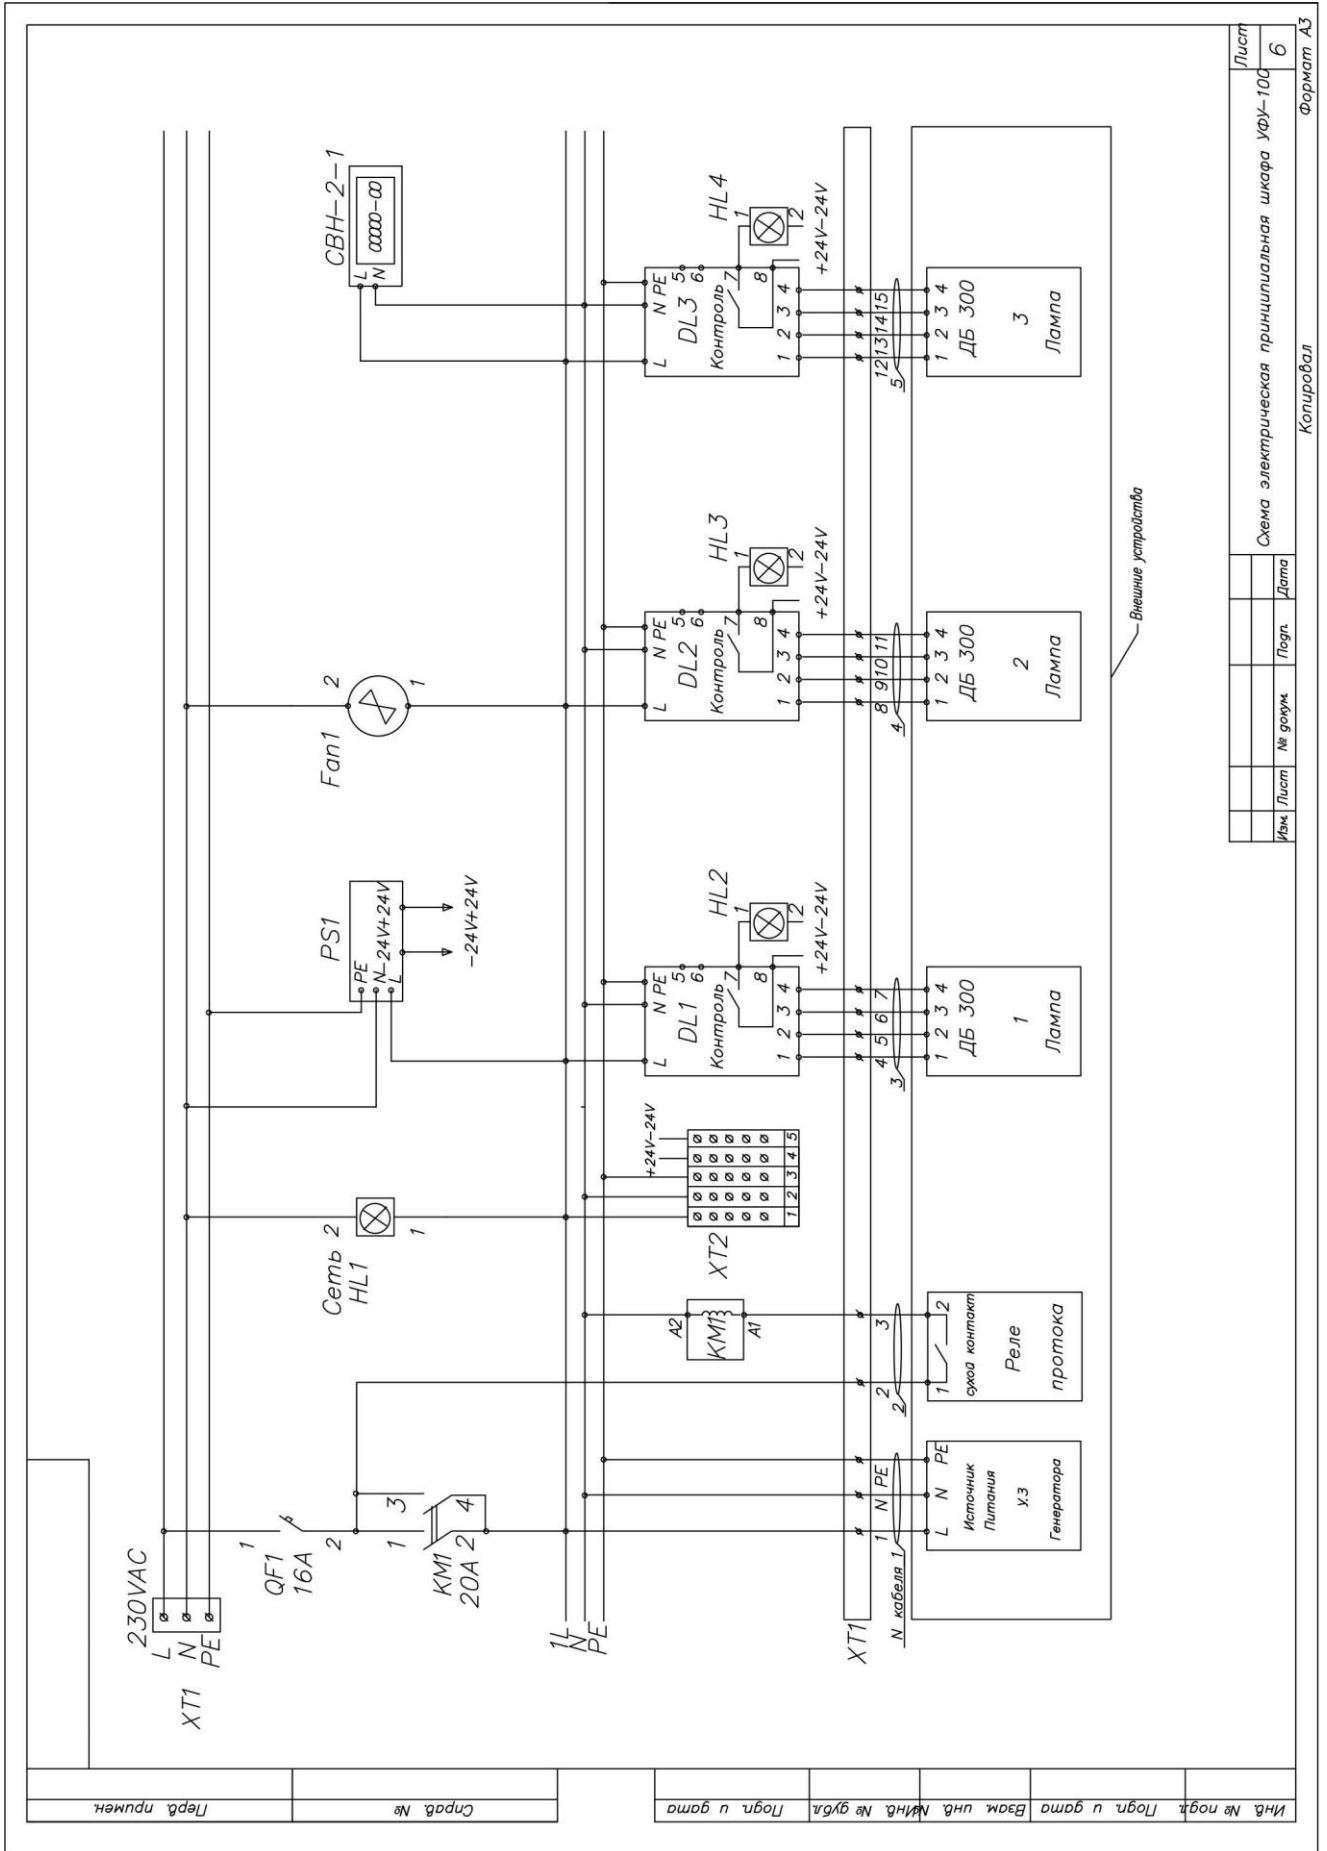 230VAC
L
N
PE
XT1
QF1
16A
1
2
KM1
20A
1
3
2
4
Сеть
HL1
2
1
PS1
PE
N
L
-24V+24V
-24V+24V
Fan1
2
1
СВН-2-1
L
N
00000-00
1L
N
PE
KM1
A2
A1
XT2
+24V-24V
1 2 3 4 5
DL1
L N PE
Контроль
5
6
7
8
1 2 3 4
HL2
1
2
+24V-24V
DL2
L N PE
Контроль
5
6
7
8
1 2 3 4
HL3
1
2
+24V-24V
DL3
L N PE
Контроль
5
6
7
8
1 2 3 4
HL4
1
2
+24V-24V
XT1
1 N PE
2 3
4 5 6 7
8 9 10 11
12 13 14 15
N кабеля 1
2
3
4
5
L N PE
Источник
Питания
У.З
Генератора
1 2
сухой контакт
Реле
протока
1 2 3 4
ДБ 300
1
Лампа
1 2 3 4
ДБ 300
2
Лампа
1 2 3 4
ДБ 300
3
Лампа
Внешние устройства
Изм. Лист № докум. Подп. Дата
Схема электрическая принципиальная шкафа УФУ-100
Лист
6
Копировал
Формат А3
Перв. примен.
Справ. №
Подп. и дата
Инв. № дубл.
Взам. инв. №
Подп. и дата
Инв. № подл.